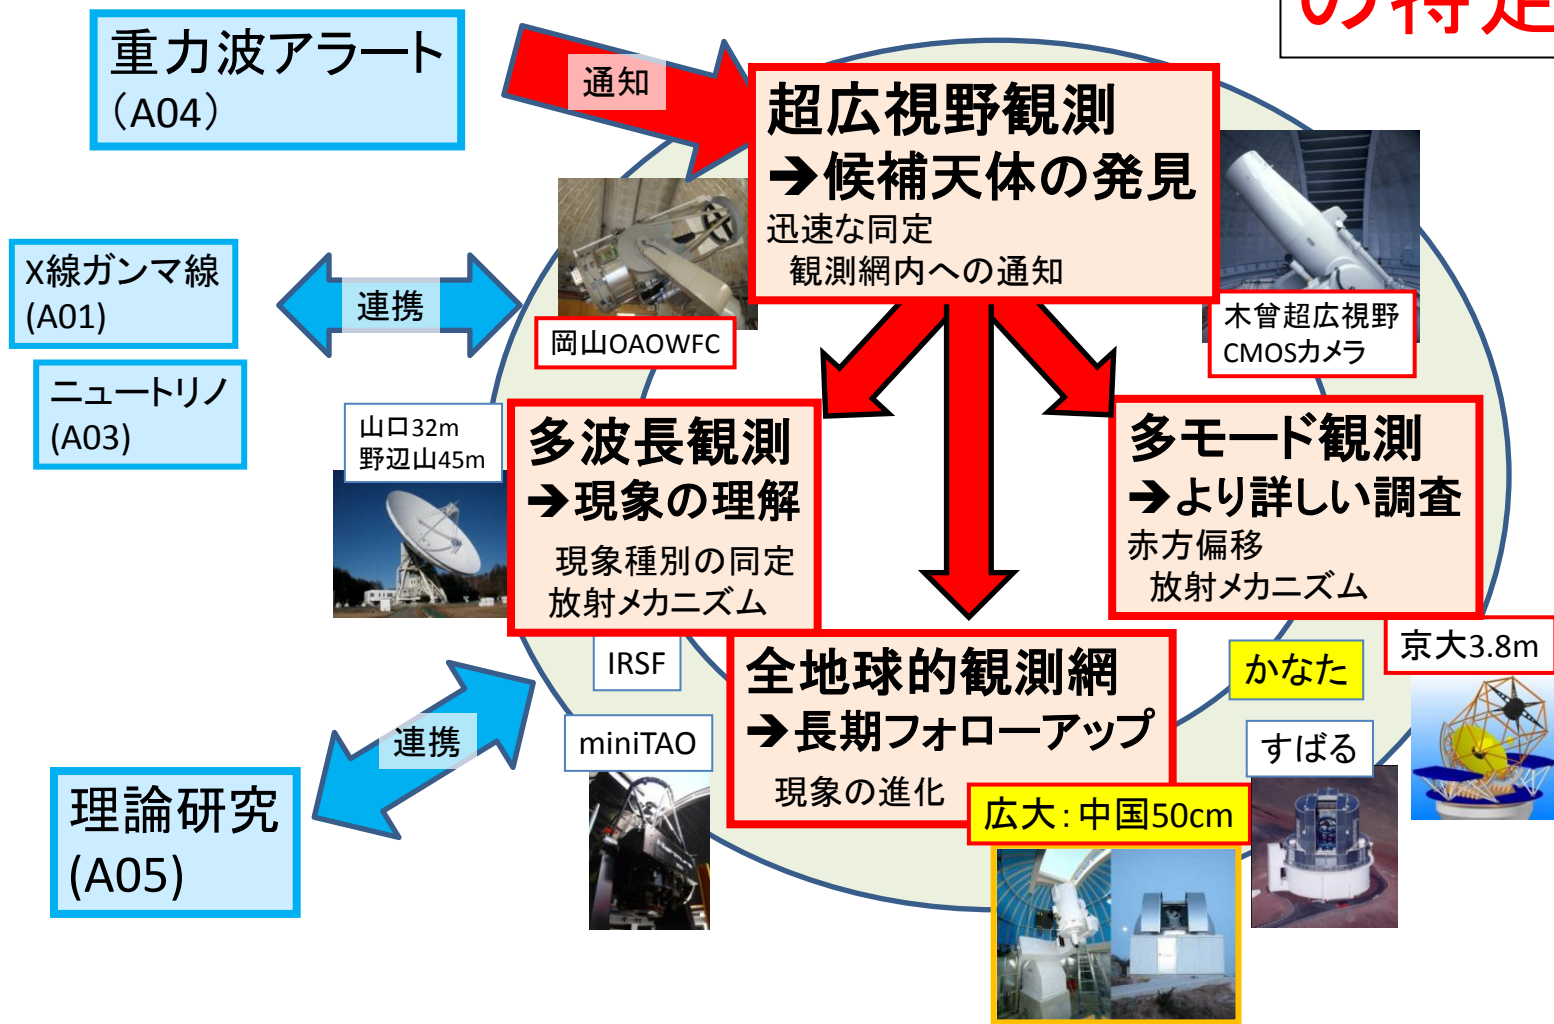 の特定
重力波アラート
(A04)
通知
超広視野観測
➔候補天体の発見
迅速な同定
観測網内への通知
X線ガンマ線
(A01)
連携
ニュートリノ
(A03)
岡山OAOWFC
木曾超広視野
CMOSカメラ
山口32m
野辺山45m
多波長観測
➔現象の理解
現象種別の同定
放射メカニズム
多モード観測
➔より詳しい調査
赤方偏移
放射メカニズム
IRSF
全地球的観測網
➔長期フォローアップ
現象の進化
かなた
京大3.8m
miniTAO
すばる
連携
理論研究
(A05)
広大：中国50cm